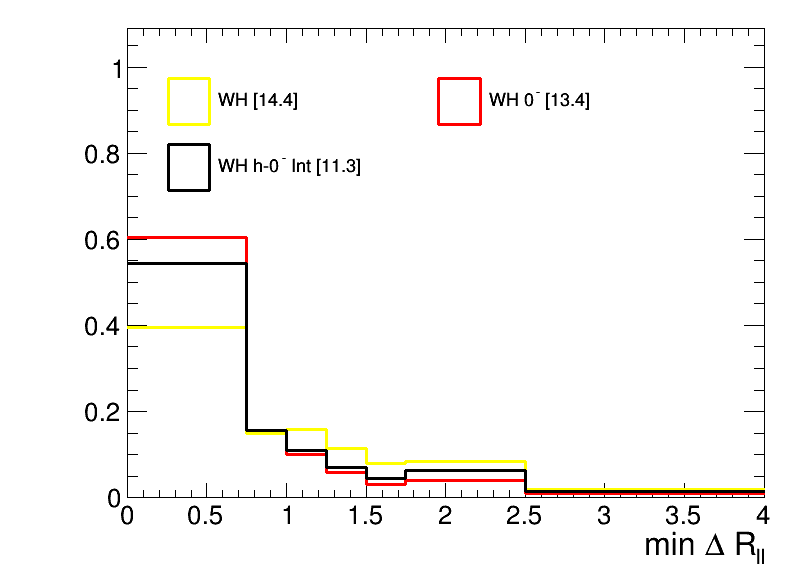 1
WH [14.4]
WH 0⁻ [13.4]
0.8
WH h-0⁻ Int [11.3]
0.6
0.4
0.2
0
0 0.5 1 1.5 2 2.5 3 3.5 4
min Δ R_ll